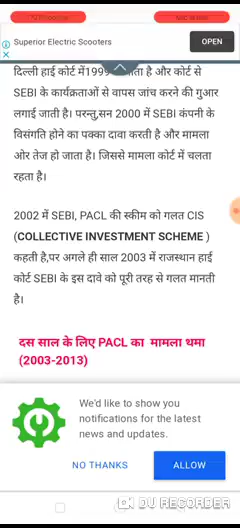 Superior Electric Scooters
OPEN
दिल्ली हाई कोर्ट में1999
है और कोर्ट से
SEBI के कार्यक्रताओं से वापस जांच करने की गुआर
लगाई जाती है। परन्तु,सन 2000 में SEBI कंपनी के
विसंगति होने का पक्का दावा करती है और मामला
ओर तेज हो जाता है। जिससे मामला कोर्ट में चलता
रहता है।
2002 में SEBI, PACL की स्कीम को गलत CIS
(COLLECTIVE INVESTMENT SCHEME )
कहती है,पर अगले ही साल 2003 में राजस्थान हाई
कोर्ट SEBI के इस दावे को पूरी तरह से गलत मानती
है।
दस साल के लिए PACL का मामला थमा
(2003-2013)
We'd like to show you
notifications for the latest
news and updates.
NO THANKS
ALLOW
DU RECORDER